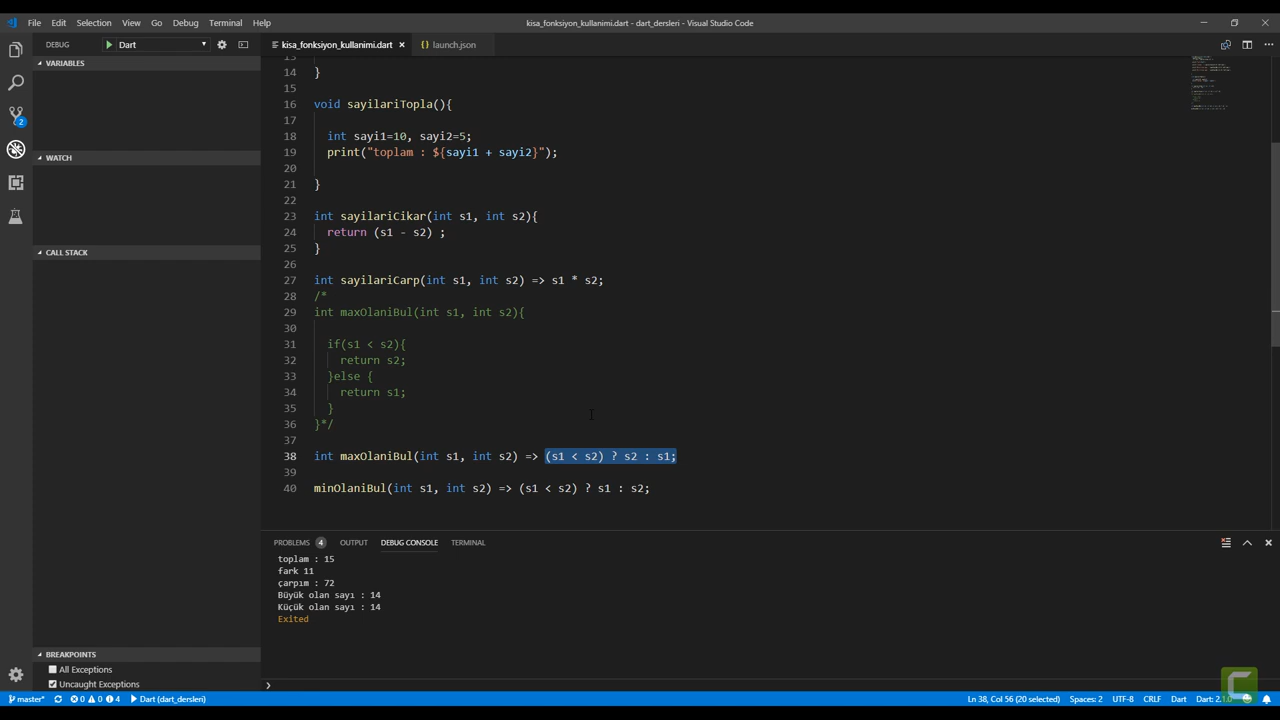 File Edit Selection View Go Debug Terminal Help
kisa_fonksiyon_kullanimi.dart - dart_dersleri - Visual Studio Code
DEBUG Dart
kisa_fonksiyon_kullanimi.dart × {} launch.json
VARIABLES
WATCH
CALL STACK
BREAKPOINTS
All Exceptions
Uncaught Exceptions
2
13
14 }
15
16 void sayilariTopla(){
17
18 int sayi1=10, sayi2=5;
19 print("toplam : ${sayi1 + sayi2}");
20
21 }
22
23 int sayilariCikar(int s1, int s2){
24 return (s1 - s2) ;
25 }
26
27 int sayilariCarp(int s1, int s2) => s1 * s2;
28 /*
29 int maxOlaniBul(int s1, int s2){
30
31 if(s1 < s2){
32 return s2;
33 }else {
34 return s1;
35 }
36 }*/
37
38 int maxOlaniBul(int s1, int s2) => (s1 < s2) ? s2 : s1;
39
40 minOlaniBul(int s1, int s2) => (s1 < s2) ? s1 : s2;
PROBLEMS 4 OUTPUT DEBUG CONSOLE TERMINAL
toplam : 15
fark 11
çarpım : 72
Büyük olan sayı : 14
Küçük olan sayı : 14
Exited
master* 0 0 4 Dart (dart_dersleri)
Ln 38, Col 56 (20 selected) Spaces: 2 UTF-8 CRLF Dart Dart: 2.1.0